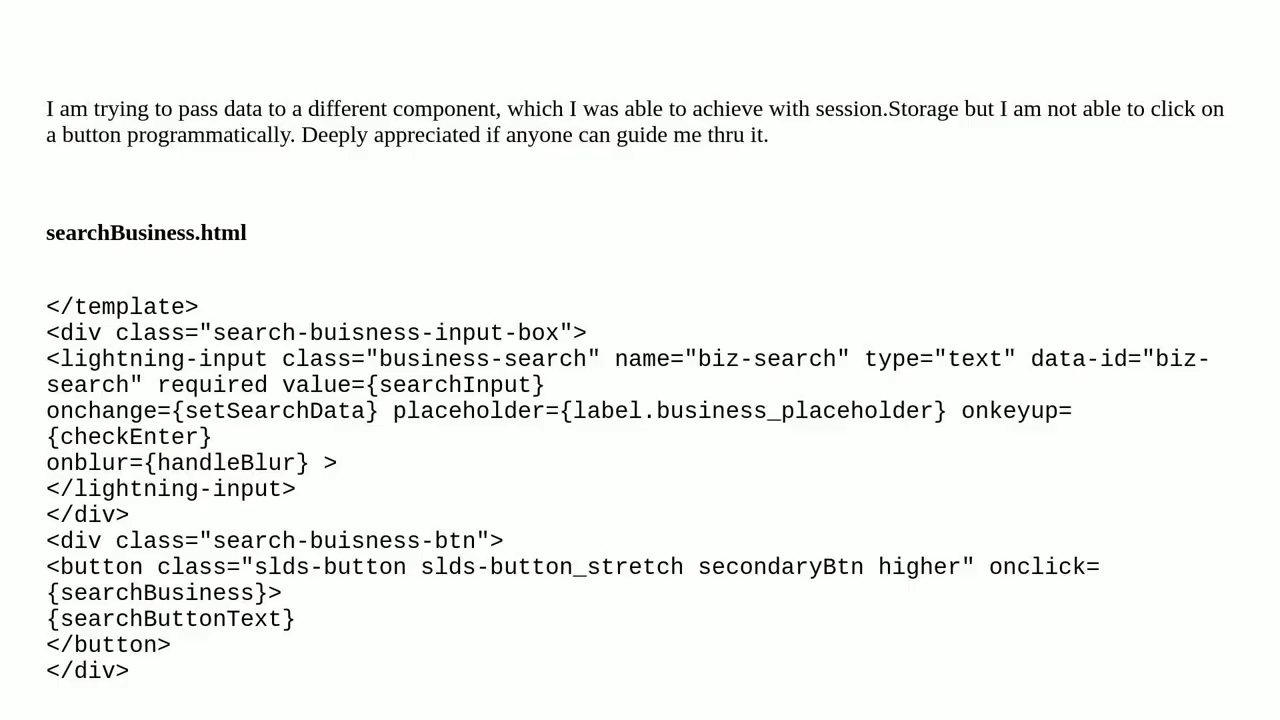 I am trying to pass data to a different component, which I was able to achieve with session.Storage but I am not able to click on
a button programmatically. Deeply appreciated if anyone can guide me thru it.
searchBusiness.html
</template>
<div class="search-buisness-input-box">
<lightning-input class="business-search" name="biz-search" type="text" data-id="biz-
search" required value={searchInput}
onchange={setSearchData} placeholder={label.business_placeholder} onkeyup=
{checkEnter}
onblur={handleBlur} >
</lightning-input>
</div>
<div class="search-buisness-btn">
<button class="slds-button slds-button_stretch secondaryBtn higher" onclick=
{searchBusiness}>
{searchButtonText}
</button>
</div>